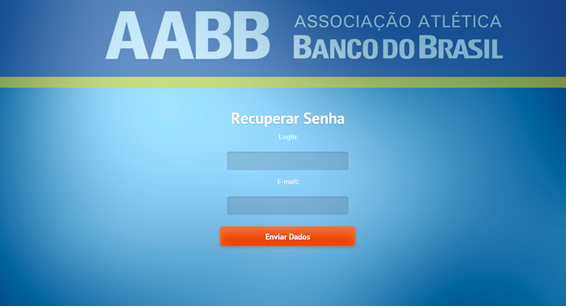 AABB
ASSOCIAÇÃO ATLÉTICA
BANCO DO BRASIL
Recuperar Senha
Login:
E-mail:
Enviar Dados